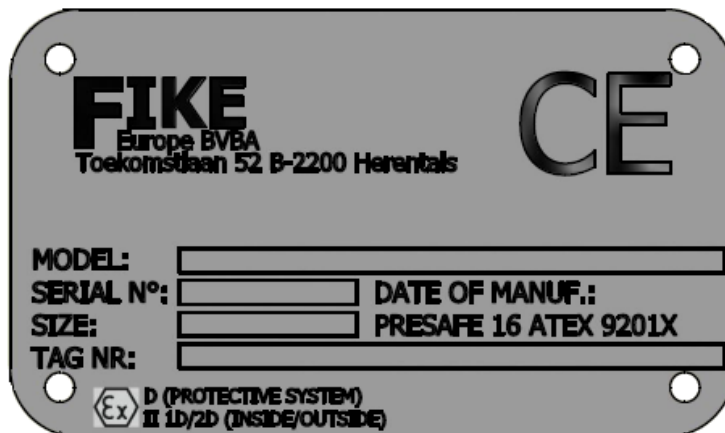 FIKE
CE
Europe BVBA
Toekomstlaan 52 B-2200 Herentals
MODEL:
SERIAL N°: DATE OF MANUF.:
SIZE: PRESAFE 16 ATEX 9201X
TAG NR:
Ex D (PROTECTIVE SYSTEM)
II 1D/2D (INSIDE/OUTSIDE)